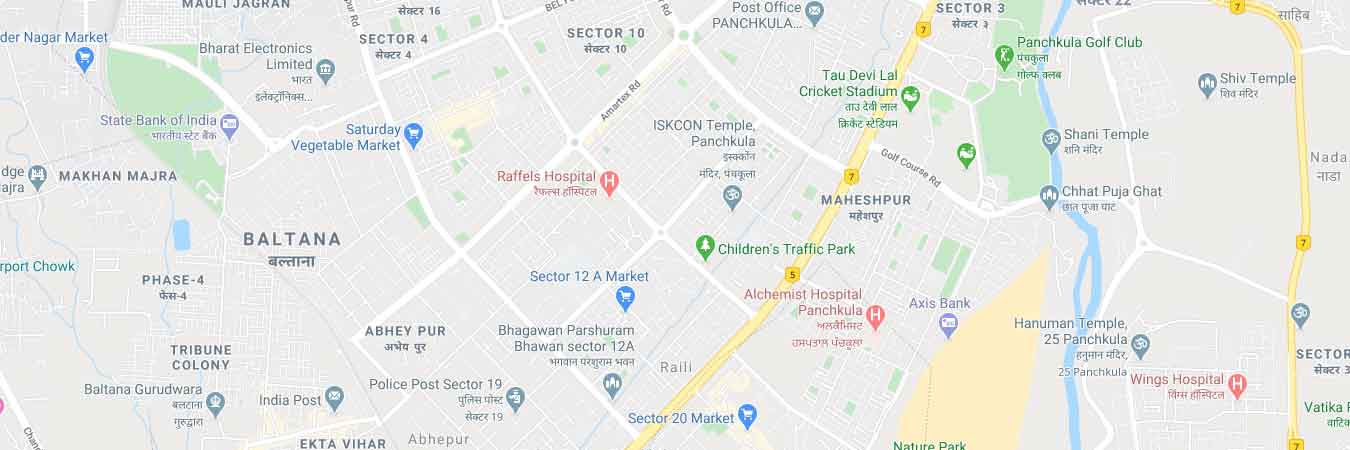 MAULI JAGRAN
सेक्टर 16
SECTOR 4
सेक्टर 4
SECTOR 10
सेक्टर 10
Post Office
PANCHKULA...
SECTOR 3
सेक्टर ३
सेक्टर 22
साहिब
7
7
der Nagar Market
Bharat Electronics
Limited
भारत
इलेक्ट्रॉनिक्स...
Amartex Rd
Tau Devi Lal
Cricket Stadium
ताउ देवी लाल
क्रिकेट स्टेडियम
Panchkula Golf Club
पंचकुला
गोल्फ क्लब
Shiv Temple
शिव मंदिर
State Bank of India
भारतीय स्टेट बैंक
Saturday
Vegetable Market
ISKCON Temple,
Panchkula
इस्कॉन
मंदिर, पंचकूला
Shani Temple
शनि मंदिर
Golf Course Rd
Nada
नाडा
dge
ajra
MAKHAN MAJRA
Raffels Hospital
रैफल्स हॉस्पिटल
H
7
MAHESHPUR
महेशपुर
Chhat Puja Ghat
छात पूजा घाट
BALTANA
बल्ताना
Children's Traffic Park
7
rport Chowk
PHASE-4
फेस-4
Sector 12 A Market
5
Alchemist Hospital
Panchkula
ਅਲਕੈਮਿਸਟ
ਹਸਪਤਾਲ ਪੰਚਕੂਲਾ
H
Axis Bank
ABHEY PUR
अभेय पुर
Bhagawan Parshuram
Bhawan sector 12A
भगवान परशुराम भवन
Hanuman Temple,
25 Panchkula
हनुमान मंदिर,
25 Panchkula
TRIBUNE
COLONY
Raili
SECTOR
सेक्टर
Baltana Gurudwara
बलटाना
गुरुद्वारा
India Post
Police Post Sector 19
पुलिस पोस्ट
सेक्टर 19
Wings Hospital
विंग्स हॉस्पिटल
H
Sector 20 Market
Vatika
EKTA VIHAR
Abhepur
Nature Park
7